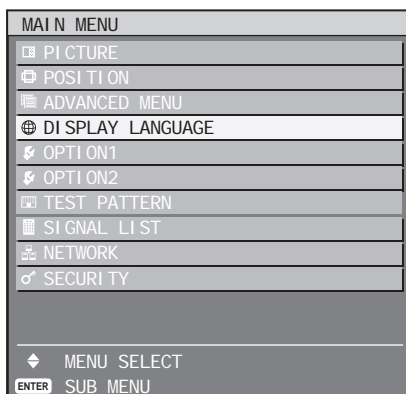 MAIN MENU
PICTURE
POSITION
ADVANCED MENU
DISPLAY LANGUAGE
OPTION1
OPTION2
TEST PATTERN
SIGNAL LIST
NETWORK
SECURITY
MENU SELECT
ENTER SUB MENU